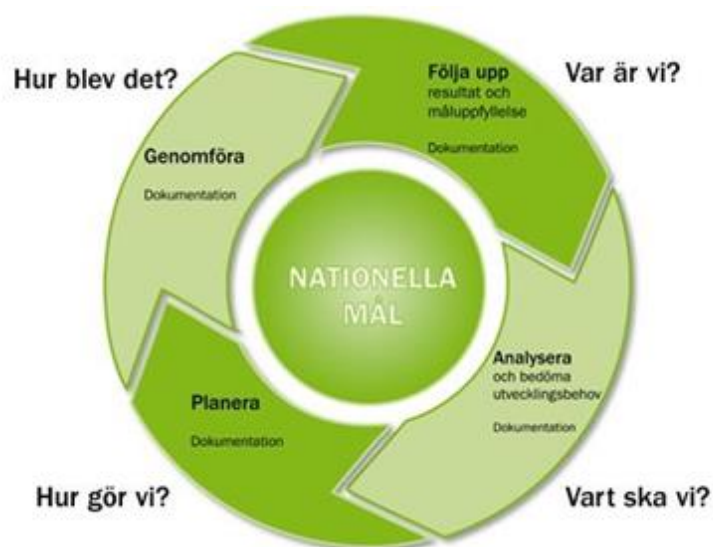 Hur blev det?
Var är vi?
Följa upp
resultat och
måluppfyllelse
Dokumentation
Genomföra
Dokumentation
NATIONELLA
MÅL
Analysera
och bedöma
utvecklingsbehov
Dokumentation
Planera
Dokumentation
Hur gör vi?
Vart ska vi?